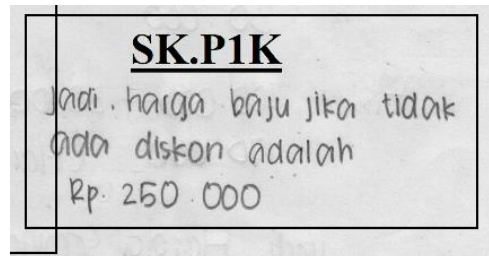 SK.P1K
Jadi, harga baju jika tidak
ada diskon adalah
Rp. 250.000